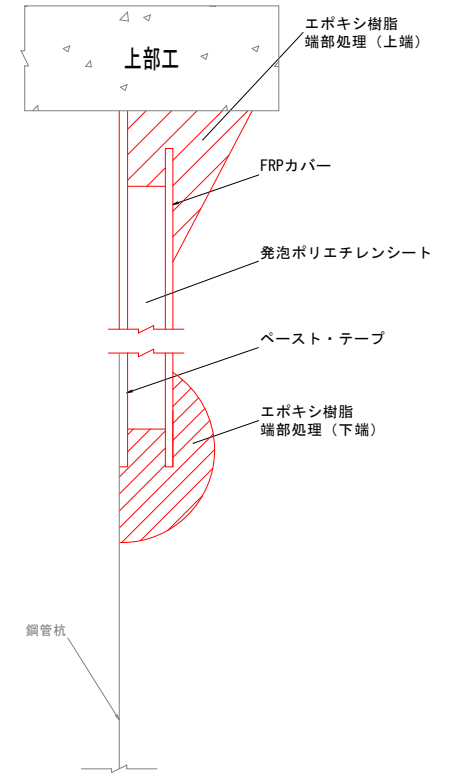 上部工
エポキシ樹脂
端部処理（上端）
FRPカバー
発泡ポリエチレンシート
ペースト・テープ
エポキシ樹脂
端部処理（下端）
鋼管杭